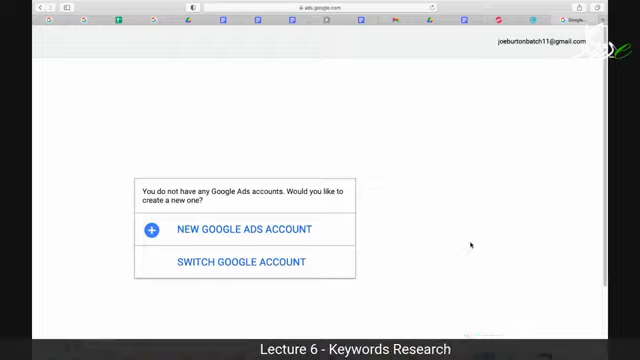 ads.google.com
Google...
joeburtonbatch11@gmail.com
You do not have any Google Ads accounts. Would you like to
create a new one?
NEW GOOGLE ADS ACCOUNT
SWITCH GOOGLE ACCOUNT
Lecture 6 - Keywords Research